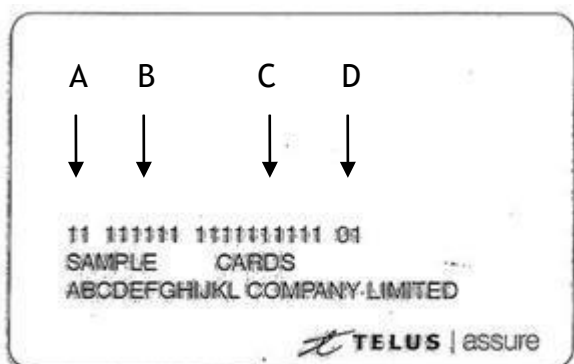 A B C D
11 111111 1111111111 01
SAMPLE CARDS
ABCDEFGHIJKL COMPANY LIMITED
TELUS | assure